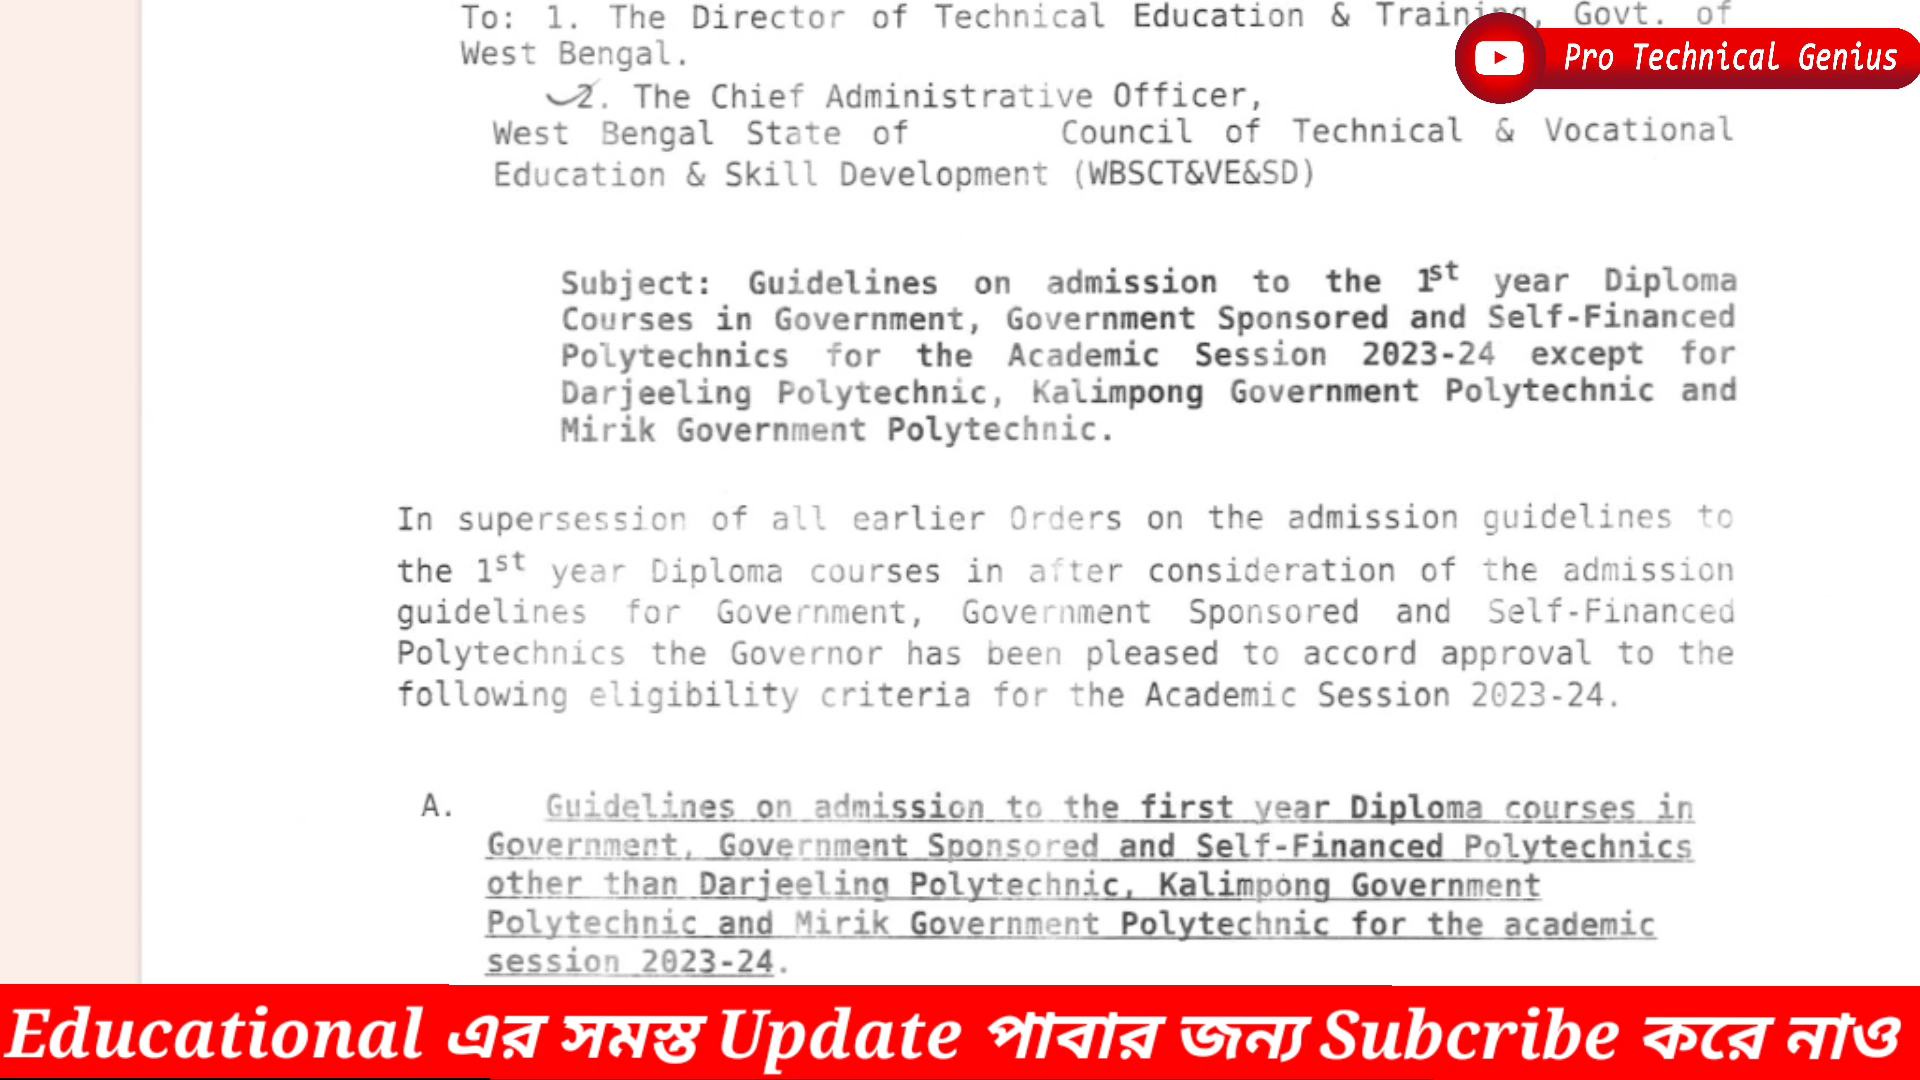 To: 1. The Director of Technical Education & Training, Govt. of
West Bengal.
Pro Technical Genius
2. The Chief Administrative Officer,
West Bengal State of Council of Technical & Vocational
Education & Skill Development (WBSCT&VE&SD)
Subject: Guidelines on admission to the 1st year Diploma
Courses in Government, Government Sponsored and Self-Financed
Polytechnics for the Academic Session 2023-24 except for
Darjeeling Polytechnic, Kalimpong Government Polytechnic and
Mirik Government Polytechnic.
In supersession of all earlier Orders on the admission guidelines to
the 1st year Diploma courses in after consideration of the admission
guidelines for Government, Government Sponsored and Self-Financed
Polytechnics the Governor has been pleased to accord approval to the
following eligibility criteria for the Academic Session 2023-24.
A. Guidelines on admission to the first year Diploma courses in
Government, Government Sponsored and Self-Financed Polytechnics
other than Darjeeling Polytechnic, Kalimpong Government
Polytechnic and Mirik Government Polytechnic for the academic
session 2023-24.
Educational এর সমস্ত Update পাবার জন্য Subcribe করে নাও